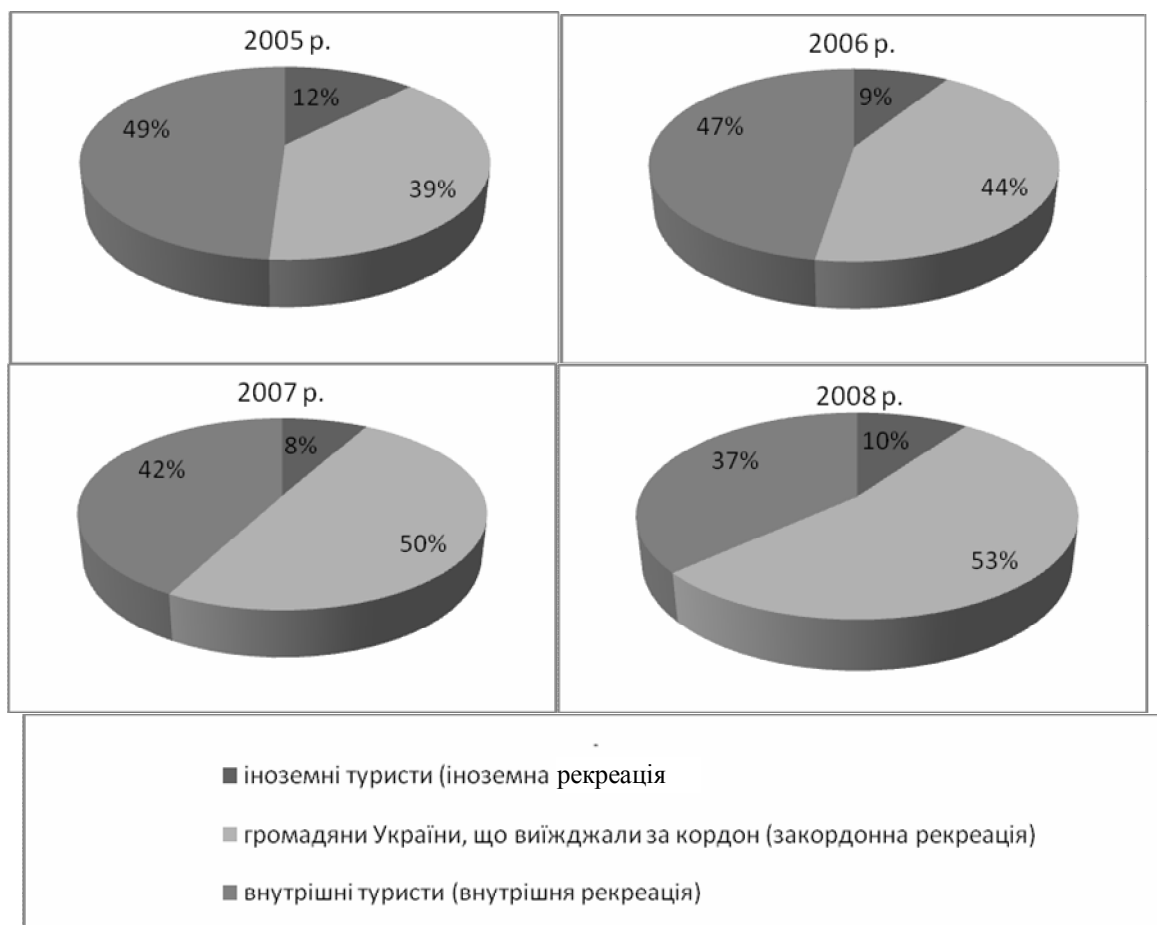 2005 р.
12%
49%
39%
2006 р.
9%
47%
44%
2007 р.
8%
42%
50%
2008 р.
10%
37%
53%
іноземні туристи (іноземна рекреація
громадяни України, що виїжджали за кордон (закордонна рекреація)
внутрішні туристи (внутрішня рекреація)